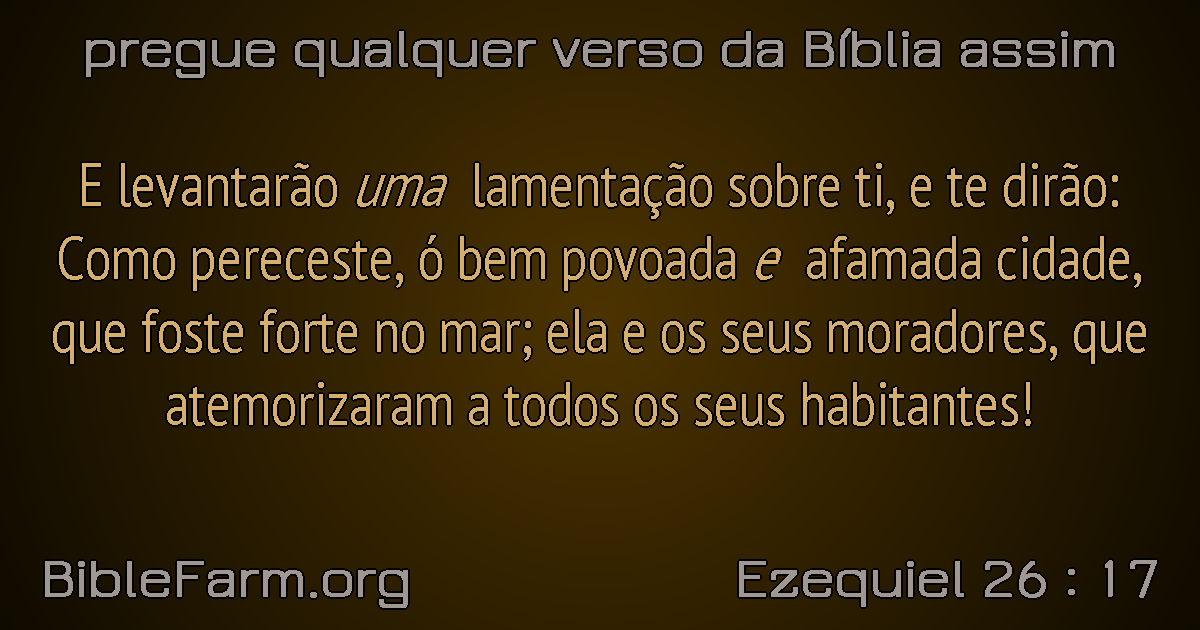 pregue qualquer verso da Bíblia assim
E levantarão uma lamentação sobre ti, e te dirão:
Como pereceste, ó bem povoada e afamada cidade,
que foste forte no mar; ela e os seus moradores, que
atemorizaram a todos os seus habitantes!
BibleFarm.org
Ezequiel 26 : 17